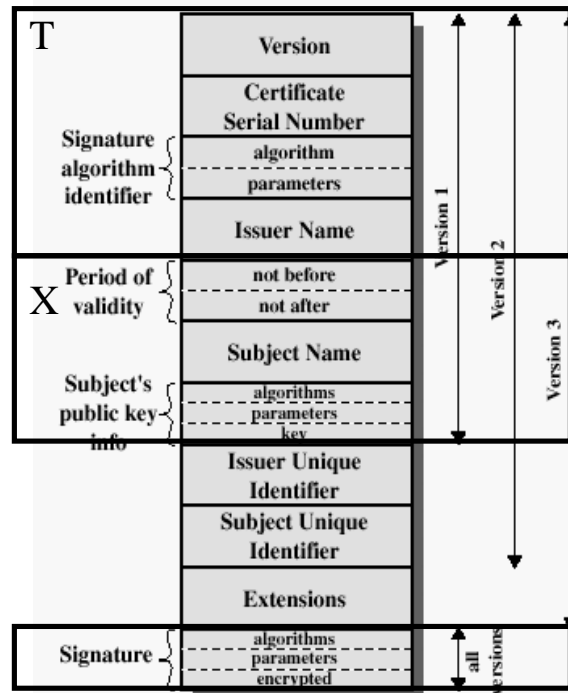 T
Version
Certificate
Serial Number
Signature
algorithm
identifier
algorithm
parameters
Issuer Name
Version 1
Version 2
Version 3
X
Period of
validity
not before
not after
Subject Name
Subject's
public key
info
algorithms
parameters
key
Issuer Unique
Identifier
Subject Unique
Identifier
Extensions
Signature
algorithms
parameters
encrypted
all
versions